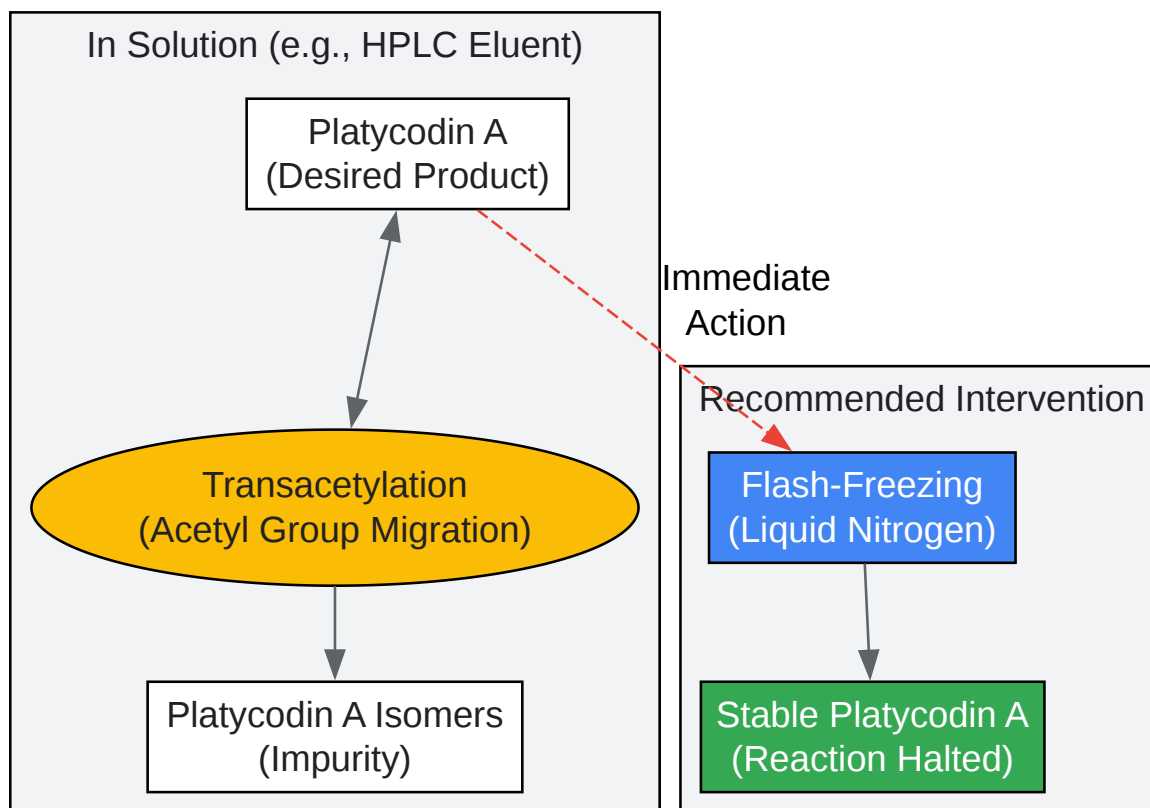 In Solution (e.g., HPLC Eluent)
Platycodin A
(Desired Product)
Immediate
Action
Recommended Intervention
Transacetylation
(Acetyl Group Migration)
Flash-Freezing
(Liquid Nitrogen)
Platycodin A Isomers
(Impurity)
Stable Platycodin A
(Reaction Halted)